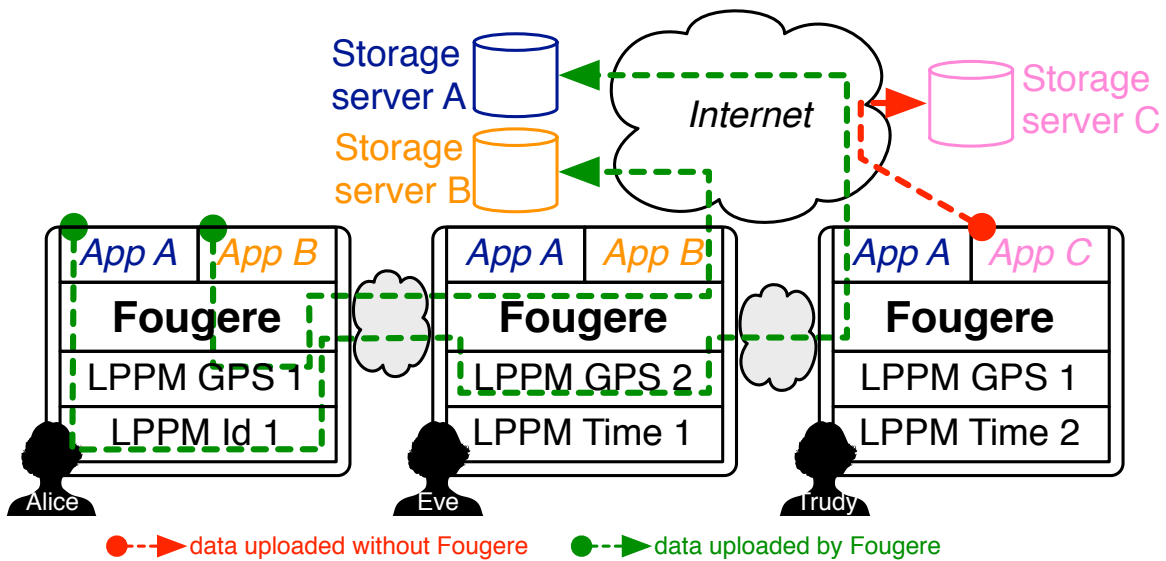 Storage
server A
Internet
Storage
server C
Storage
server B
App A
App B
App A
App B
App A
App C
Fougere
Fougere
Fougere
LPPM GPS 1
LPPM GPS 2
LPPM GPS 1
LPPM Id 1
LPPM Time 1
LPPM Time 2
Alice
Eve
Trudy
data uploaded without Fougere
data uploaded by Fougere